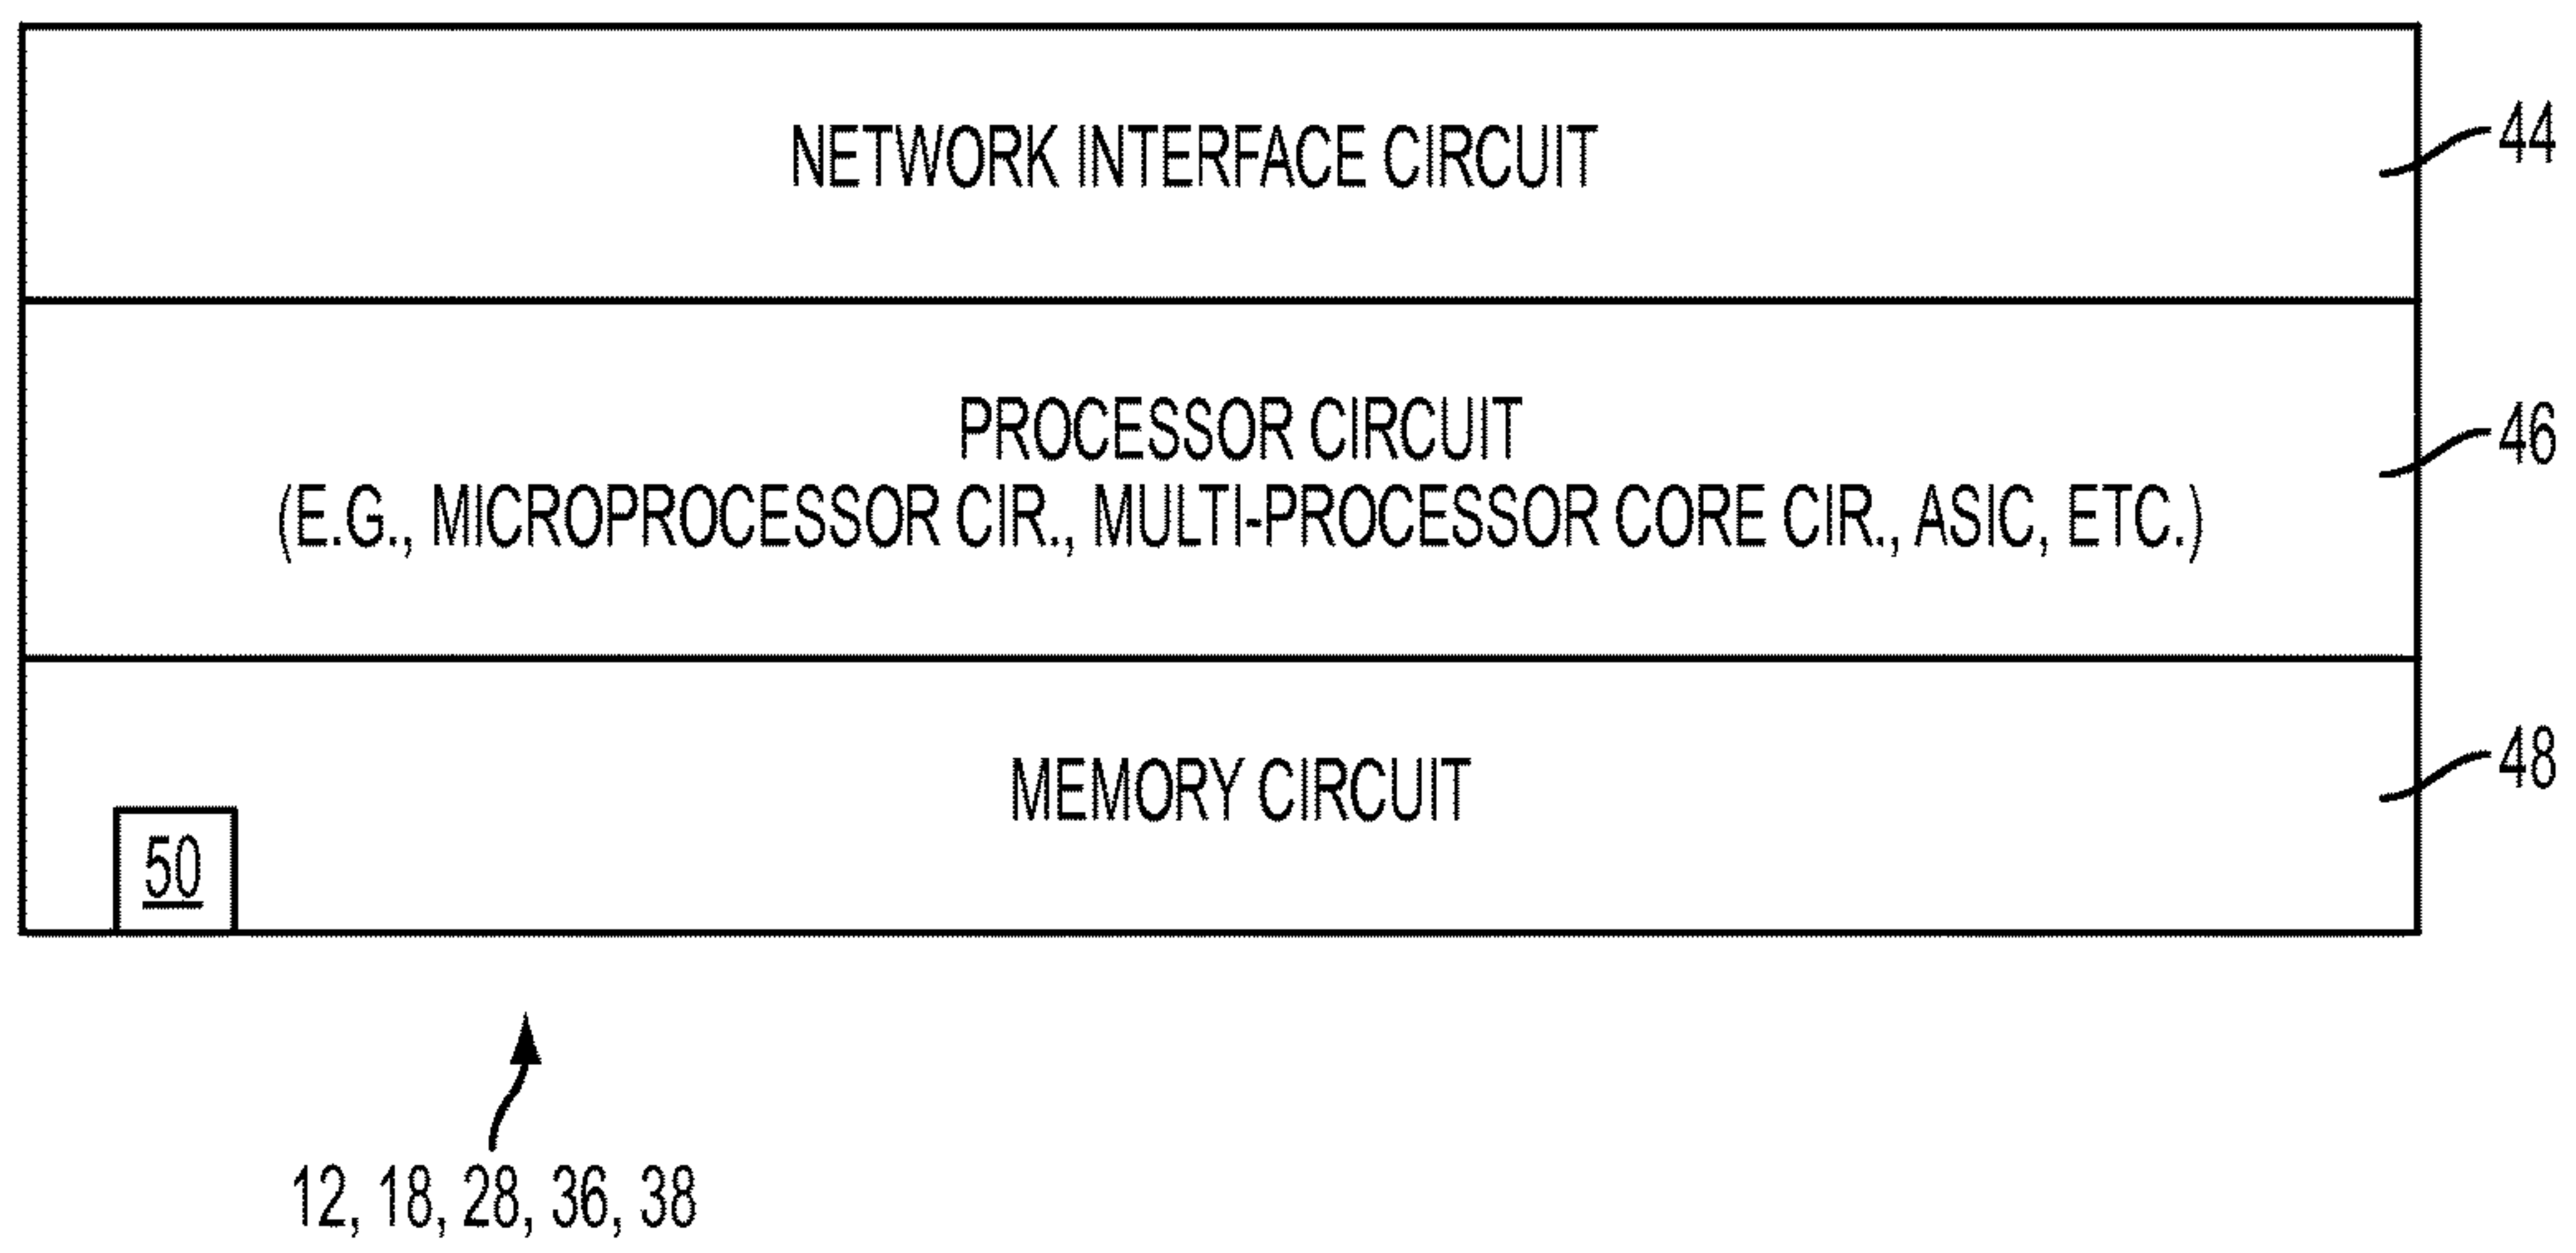 NETWORK INTERFACE CIRCUIT
44
PROCESSOR CIRCUIT
(E.G., MICROPROCESSOR CIR., MULTI-PROCESSOR CORE CIR., ASIC, ETC.)
46
MEMORY CIRCUIT
48
50
12, 18, 28, 36, 38